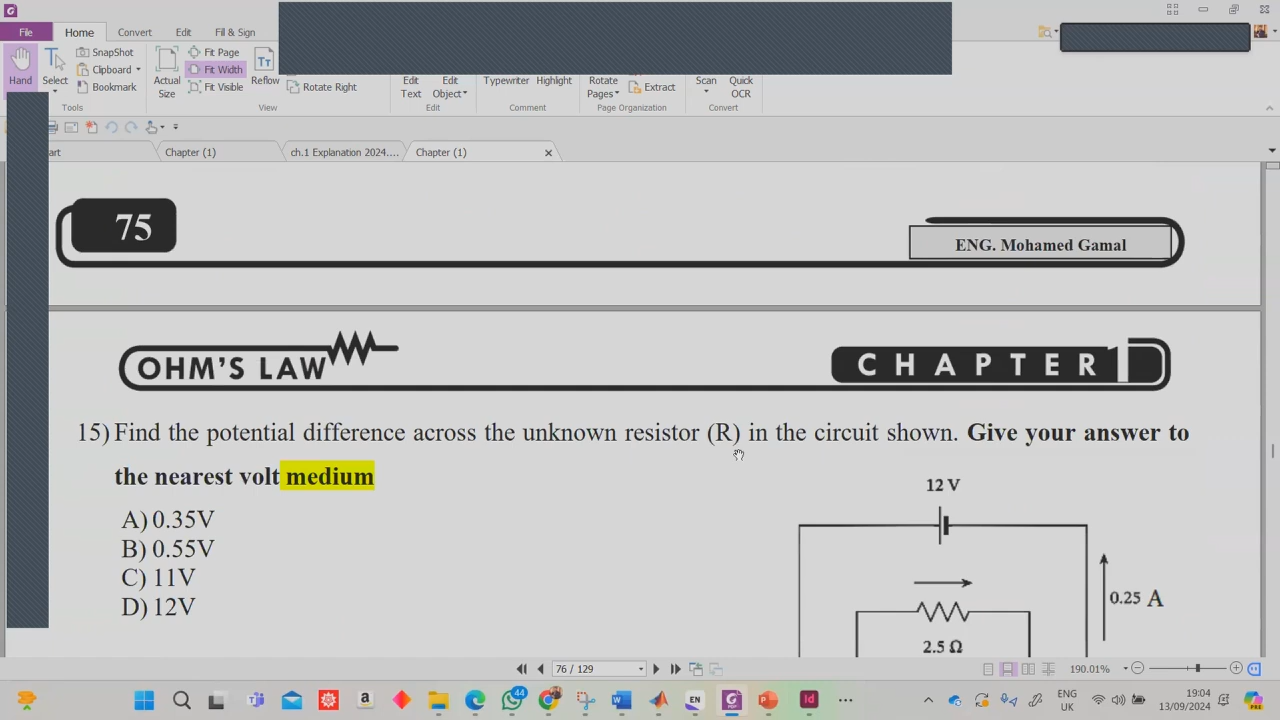 File
Home
Convert
Edit
Fill & Sign
Hand
Select
SnapShot
Clipboard
Bookmark
Tools
Actual Size
Fit Page
Fit Width
Fit Visible
Reflow
Rotate Right
View
Edit Text
Edit Object
Edit
Typewriter
Highlight
Comment
Rotate Pages
Extract
Page Organization
Scan
Quick OCR
Convert
art
Chapter (1)
ch.1 Explanation 2024....
Chapter (1)
75
ENG. Mohamed Gamal
OHM'S LAW
CHAPTER 1
15) Find the potential difference across the unknown resistor (R) in the circuit shown. Give your answer to
the nearest volt medium
A) 0.35V
B) 0.55V
C) 11V
D) 12V
12 V
0.25 A
2.5 Ω
76 / 129
190.01%
44
EN
ENG
UK
19:04
13/09/2024